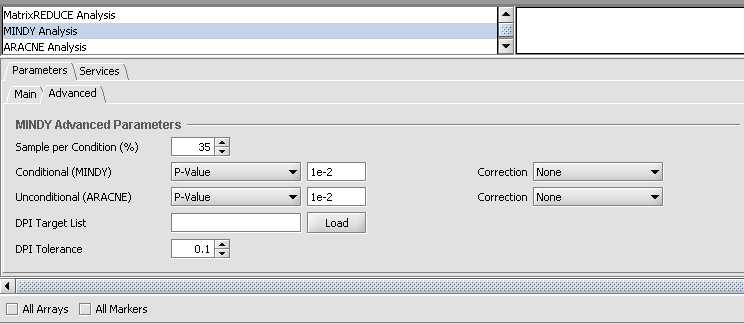 MatrixREDUCE Analysis
MINDY Analysis
ARACNE Analysis
Parameters Services
Main Advanced
MINDY Advanced Parameters
Sample per Condition (%) 35
Conditional (MINDY) P-Value 1e-2 Correction None
Unconditional (ARACNE) P-Value 1e-2 Correction None
DPI Target List Load
DPI Tolerance 0.1
All Arrays All Markers